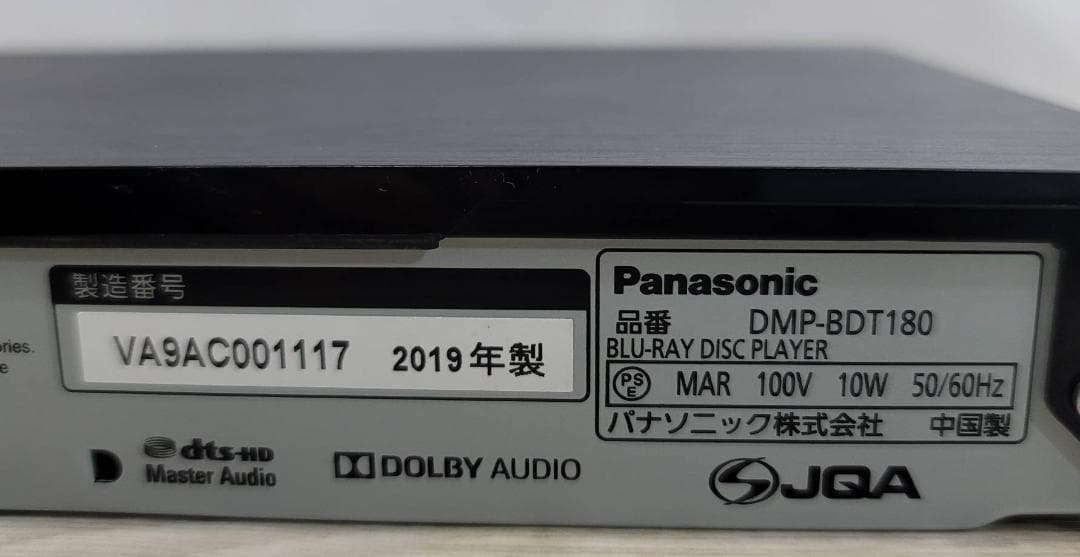 製造番号
VA9AC001117 2019年製
ories.
e
dts-HD
Master Audio
DOLBY AUDIO
Panasonic
品番 DMP-BDT180
BLU-RAY DISC PLAYER
PSE MAR 100V 10W 50/60Hz
パナソニック株式会社 中国製
JQA